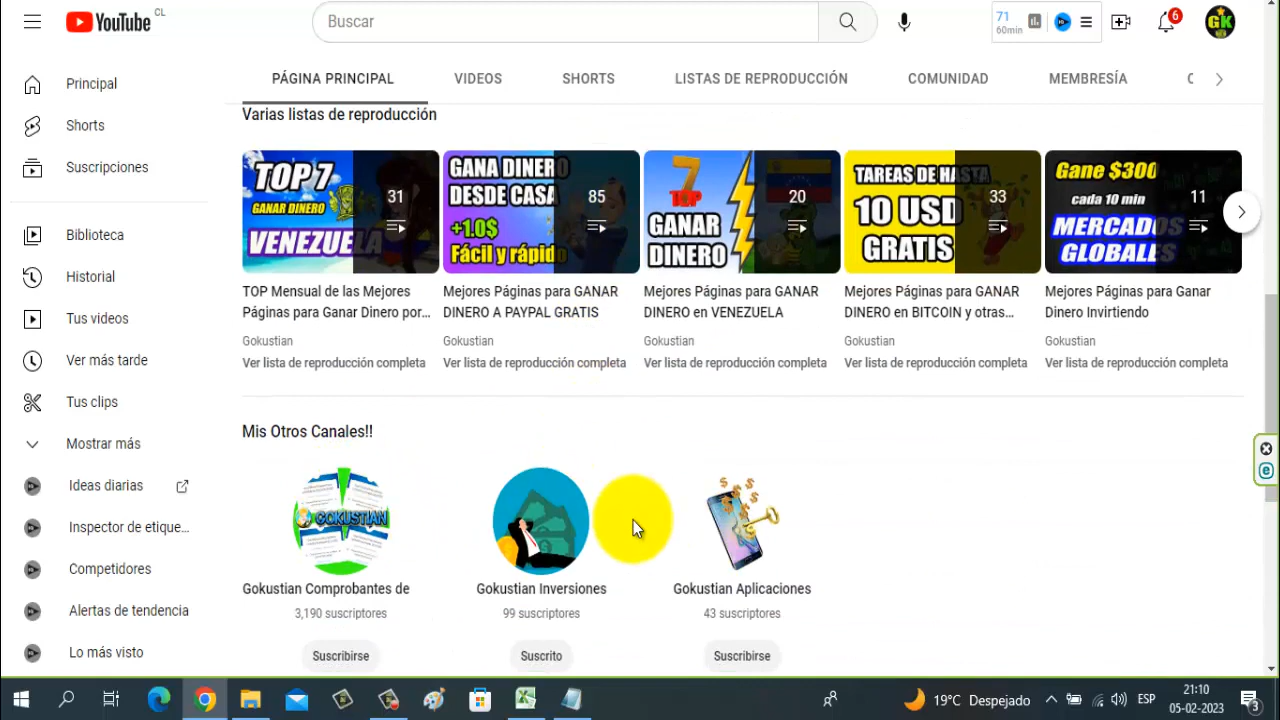 YouTube CL
Buscar
71
60min
6
GK
PÁGINA PRINCIPAL
VIDEOS
SHORTS
LISTAS DE REPRODUCCIÓN
COMUNIDAD
MEMBRESÍA
Principal
Shorts
Suscripciones
Biblioteca
Historial
Tus videos
Ver más tarde
Tus clips
Mostrar más
Ideas diarias
Inspector de etique...
Competidores
Alertas de tendencia
Lo más visto
Varias listas de reproducción
TOP 7
GANAR DINERO
VENEZUELA
31
TOP Mensual de las Mejores
Páginas para Ganar Dinero por...
Gokustian
Ver lista de reproducción completa
GANA DINERO
DESDE CASA
+1.0$
Fácil y rápido
85
Mejores Páginas para GANAR
DINERO A PAYPAL GRATIS
Gokustian
Ver lista de reproducción completa
7
TOP
GANAR
DINERO
20
Mejores Páginas para GANAR
DINERO en VENEZUELA
Gokustian
Ver lista de reproducción completa
TAREAS DE HASTA
10 USD
GRATIS
33
Mejores Páginas para GANAR
DINERO en BITCOIN y otras...
Gokustian
Ver lista de reproducción completa
Gane $300
cada 10 min
MERCADOS
GLOBALES
11
Mejores Páginas para Ganar
Dinero Invirtiendo
Gokustian
Ver lista de reproducción completa
Mis Otros Canales!!
GOKUSTIAN
Gokustian Comprobantes de
3,190 suscriptores
Suscribirse
Gokustian Inversiones
99 suscriptores
Suscrito
Gokustian Aplicaciones
43 suscriptores
Suscribirse
19°C Despejado
ESP
21:10
05-02-2023
3